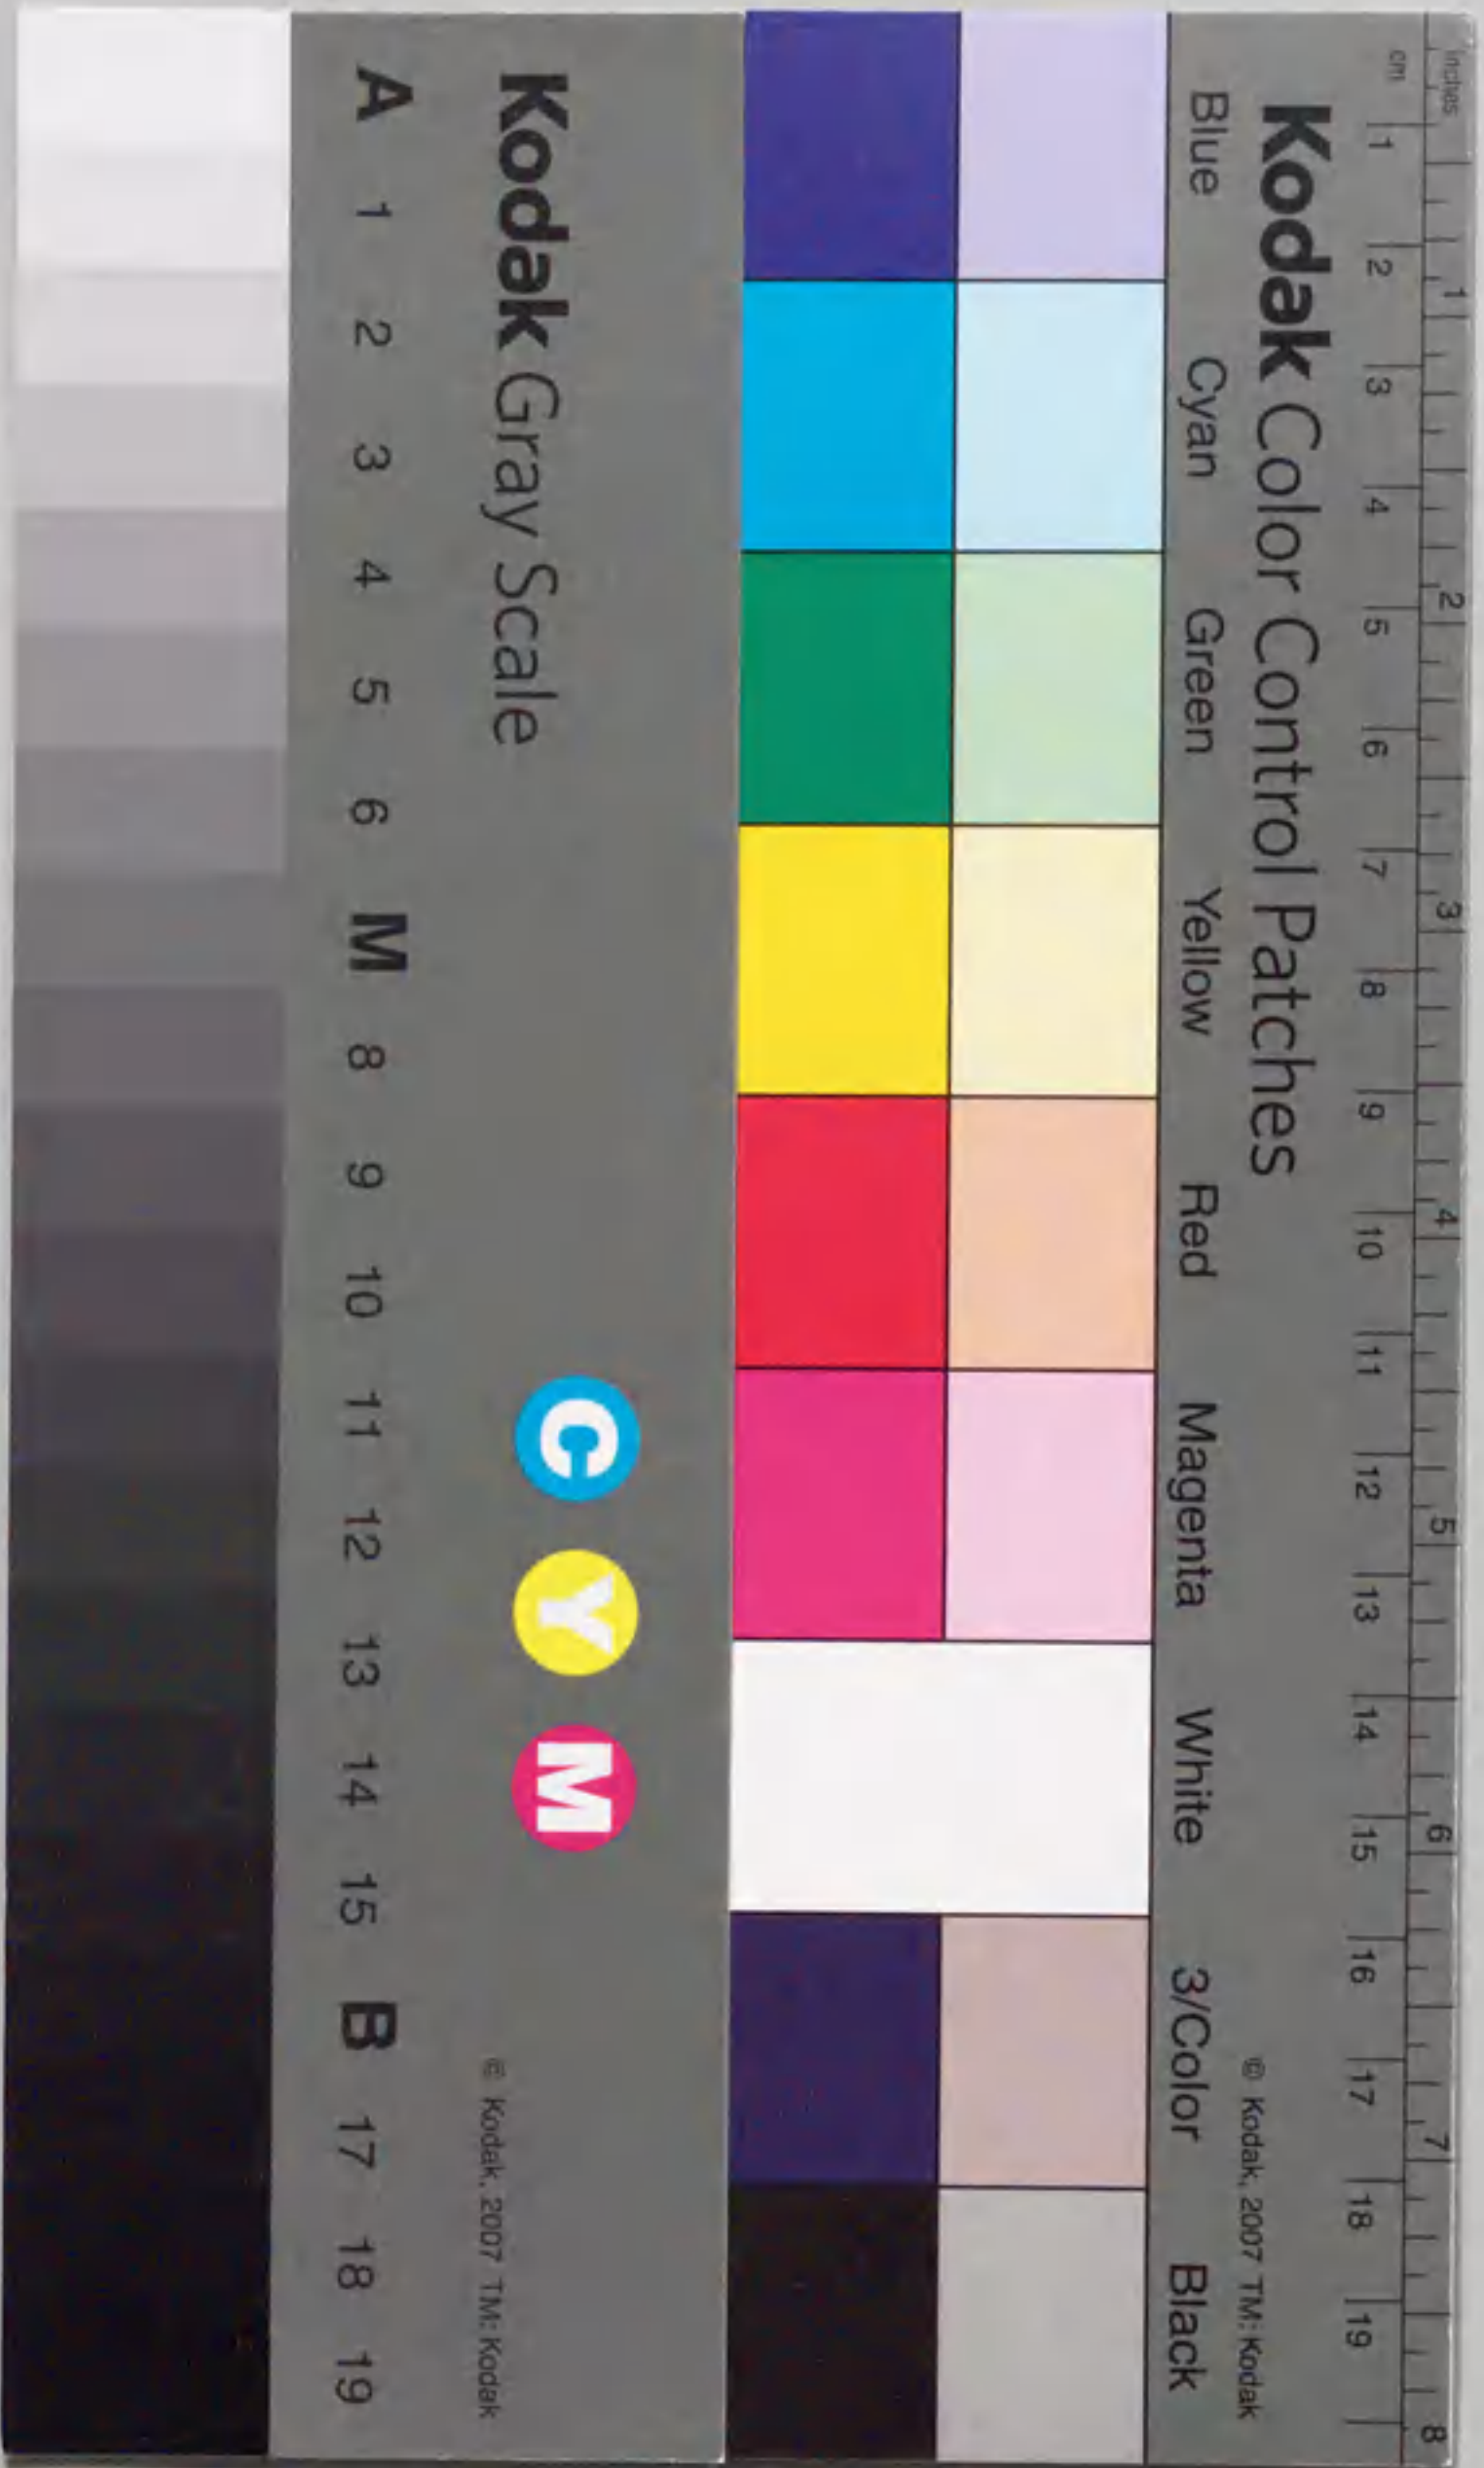 inches 1 2 3 4 5 6 7 8
cm 1 2 3 4 5 6 7 8 9 10 11 12 13 14 15 16 17 18 19
Kodak Color Control Patches
© Kodak, 2007 TM: Kodak
Blue Cyan Green Yellow Red Magenta White 3/Color Black
Kodak Gray Scale
C Y M
© Kodak, 2007 TM: Kodak
A 1 2 3 4 5 6 M 8 9 10 11 12 13 14 15 B 17 18 19